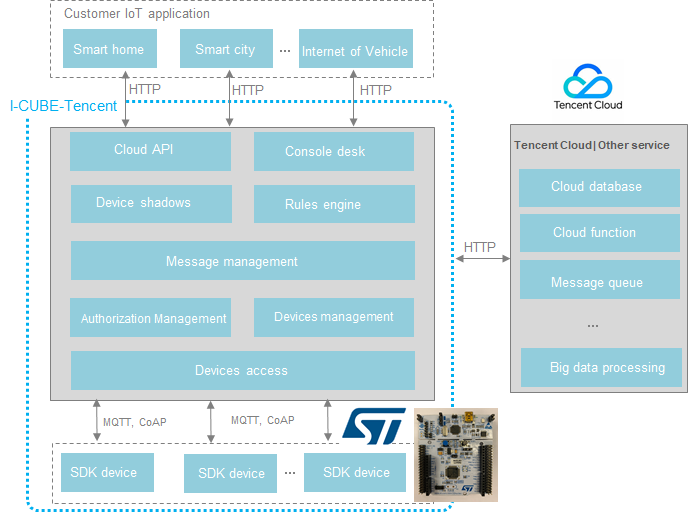 Customer IoT application
Smart home
Smart city
...
Internet of Vehicle
HTTP
HTTP
HTTP
I-CUBE-Tencent
Tencent Cloud
Cloud API
Console desk
Device shadows
Rules engine
Message management
Authorization Management
Devices management
Devices access
HTTP
Tencent Cloud|Other service
Cloud database
Cloud function
Message queue
...
Big data processing
MQTT, CoAP
MQTT, CoAP
ST
SDK device
SDK device
...
SDK device
ST